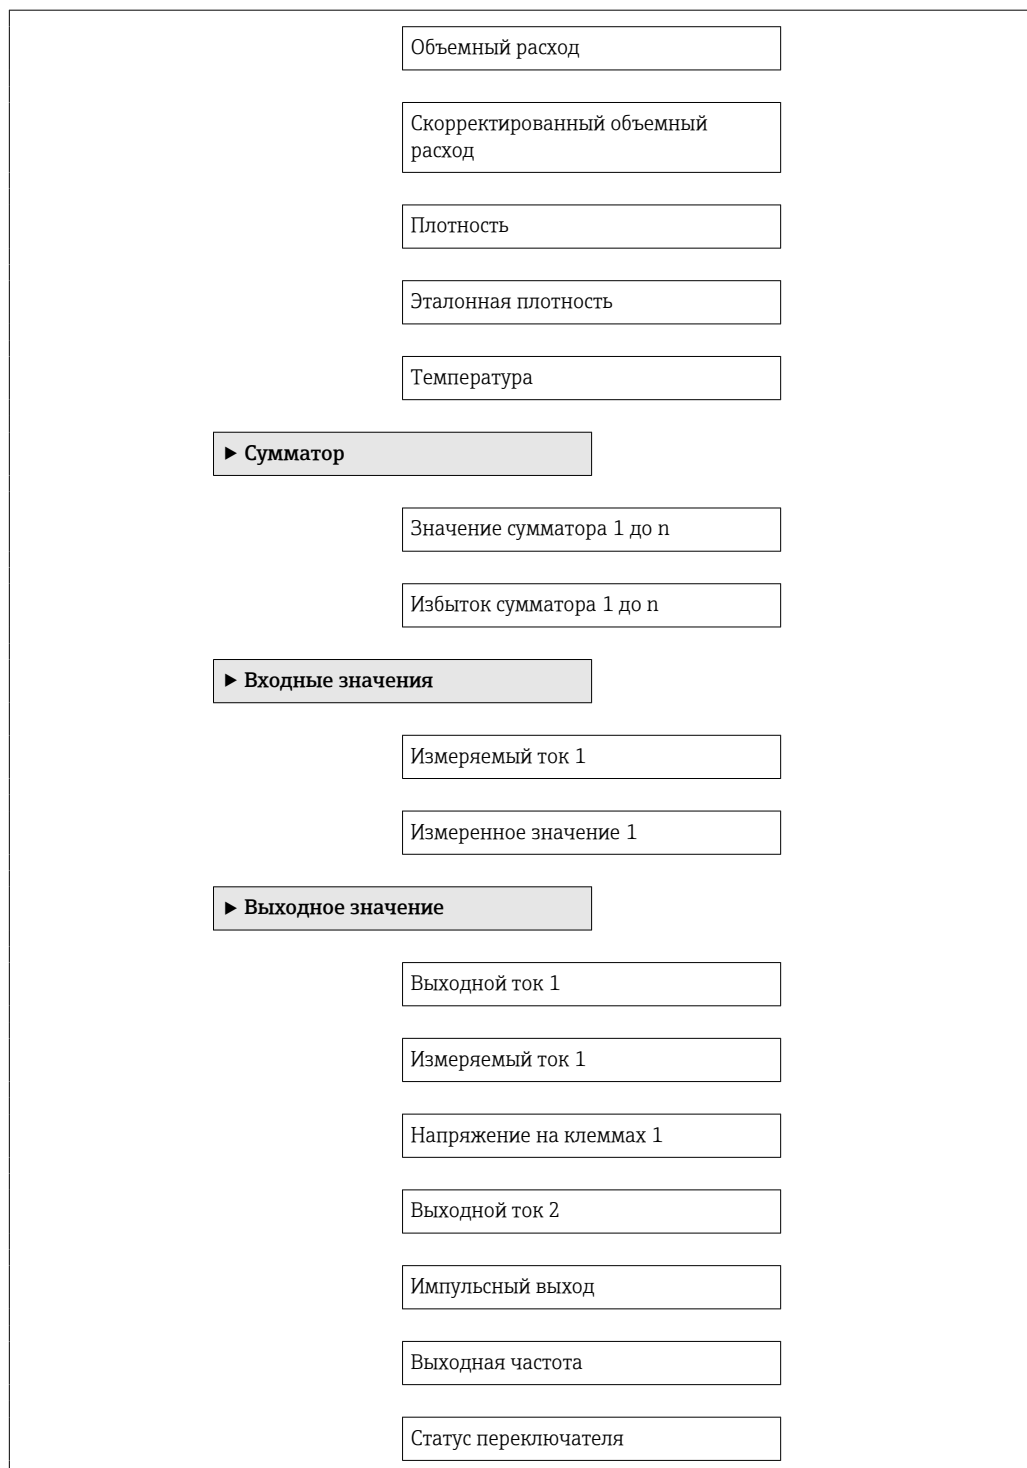 Объемный расход
Скорректированный объемный
расход
Плотность
Эталонная плотность
Температура
▶ Сумматор
Значение сумматора 1 до n
Избыток сумматора 1 до n
▶ Входные значения
Измеряемый ток 1
Измеренное значение 1
▶ Выходное значение
Выходной ток 1
Измеряемый ток 1
Напряжение на клеммах 1
Выходной ток 2
Импульсный выход
Выходная частота
Статус переключателя